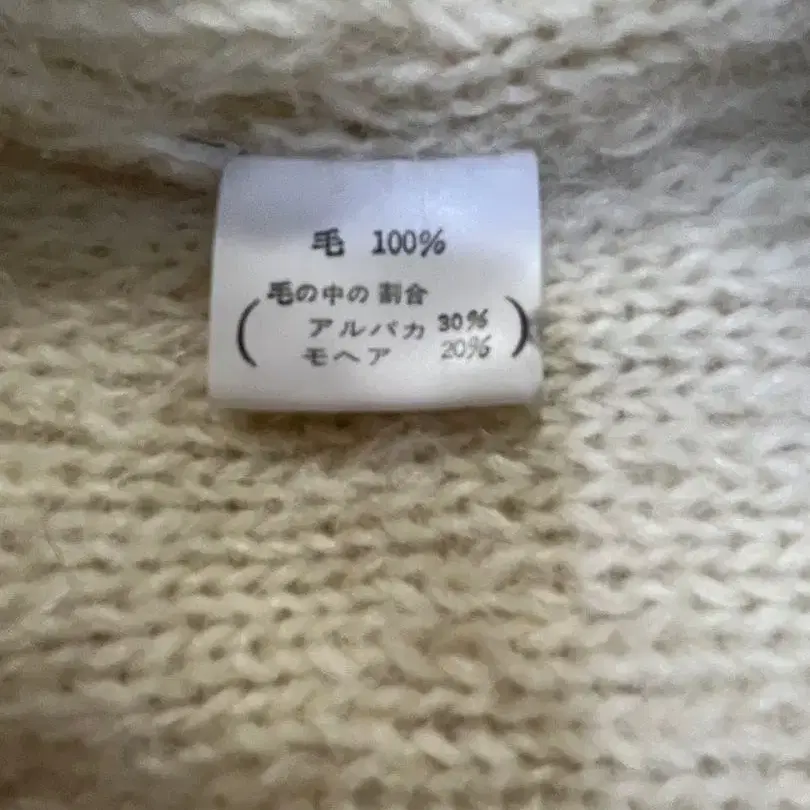 毛 100%
毛の中の割合
(アルパカ 30%
モヘア 20%)